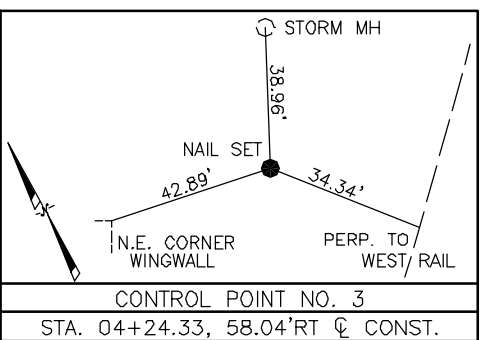 STORM MH
38.96'
NAIL SET
42.89'
34.34'
N.E. CORNER
WINGWALL
PERP. TO
WEST RAIL
CONTROL POINT NO. 3
STA. 04+24.33, 58.04'RT ℄ CONST.